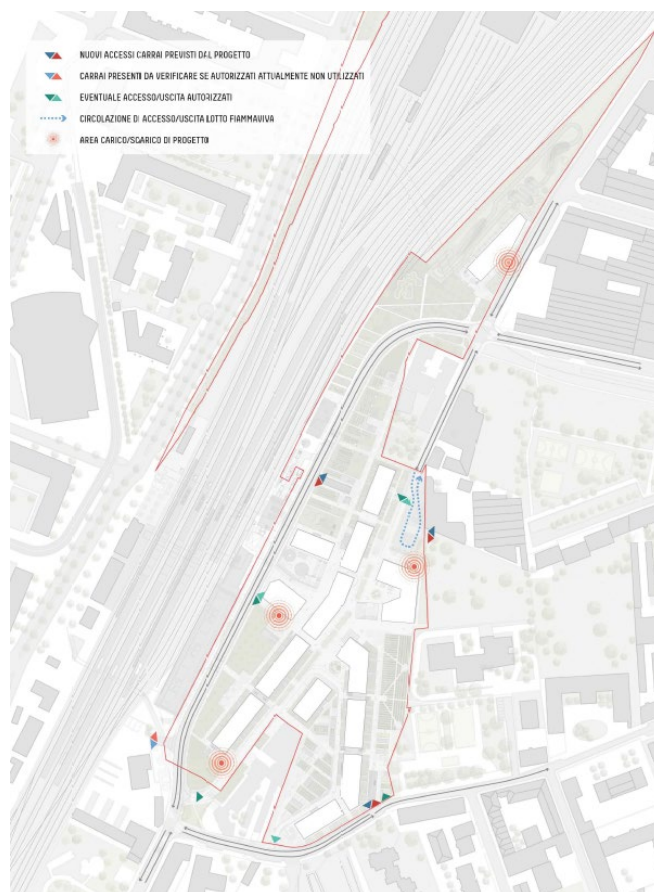 NUOVI ACCESSI CARRAI PREVISTI DAL PROGETTO
CARRAI PRESENTI DA VERIFICARE SE AUTORIZZATI ATTUALMENTE NON UTILIZZATI
EVENTUALE ACCESSO/USCITA AUTORIZZATI
CIRCOLAZIONE DI ACCESSO/USCITA LOTTO FIAMMAVIVA
AREA CARICO/SCARICO DI PROGETTO